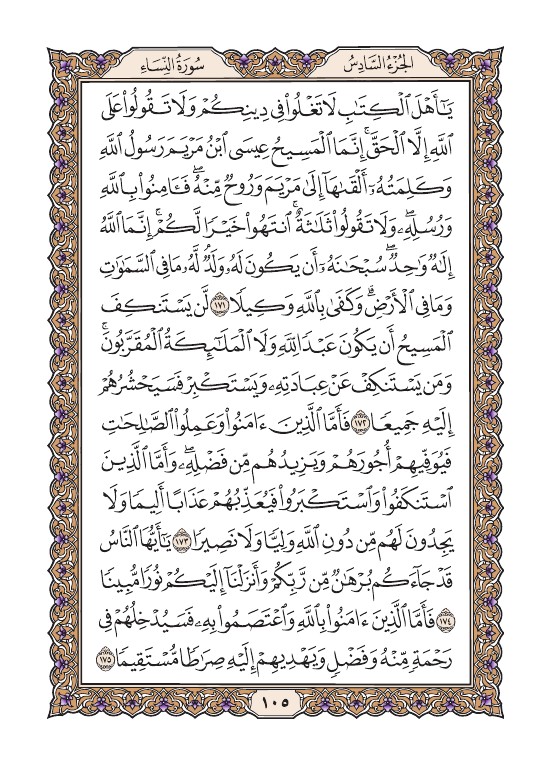 الجُزْءُ السَّادِسُ
سُورَةُ النِّسَاءِ
يَـٰٓأَهْلَ ٱلْكِتَـٰبِ لَا تَغْلُوا۟ فِى دِينِكُمْ وَلَا تَقُولُوا۟ عَلَى
ٱللَّهِ إِلَّا ٱلْحَقَّ ۚ إِنَّمَا ٱلْمَسِيحُ عِيسَى ٱبْنُ مَرْيَمَ رَسُولُ ٱللَّهِ
وَكَلِمَتُهُۥٓ أَلْقَىٰهَآ إِلَىٰ مَرْيَمَ وَرُوحٌ مِّنْهُ ۖ فَـَٔامِنُوا۟ بِٱللَّهِ
وَرُسُلِهِۦ ۖ وَلَا تَقُولُوا۟ ثَلَـٰثَةٌ ۚ ٱنتَهُوا۟ خَيْرًا لَّكُمْ ۚ إِنَّمَا ٱللَّهُ
إِلَـٰهٌ وَٰحِدٌ ۖ سُبْحَـٰنَهُۥٓ أَن يَكُونَ لَهُۥ وَلَدٌ ۘ لَّهُۥ مَا فِى ٱلسَّمَـٰوَٰتِ
وَمَا فِى ٱلْأَرْضِ ۗ وَكَفَىٰ بِٱللَّهِ وَكِيلًا ١٧١ لَّن يَسْتَنكِفَ
ٱلْمَسِيحُ أَن يَكُونَ عَبْدًا لِّلَّهِ وَلَا ٱلْمَلَـٰٓئِكَةُ ٱلْمُقَرَّبُونَ ۚ
وَمَن يَسْتَنكِفْ عَنْ عِبَادَتِهِۦ وَيَسْتَكْبِرْ فَسَيَحْشُرُهُمْ
إِلَيْهِ جَمِيعًا ١٧٢ فَأَمَّا ٱلَّذِينَ ءَامَنُوا۟ وَعَمِلُوا۟ ٱلصَّـٰلِحَـٰتِ
فَيُوَفِّيهِمْ أُجُورَهُمْ وَيَزِيدُهُم مِّن فَضْلِهِۦ ۖ وَأَمَّا ٱلَّذِينَ
ٱسْتَنكَفُوا۟ وَٱسْتَكْبَرُوا۟ فَيُعَذِّبُهُمْ عَذَابًا أَلِيمًا وَلَا
يَجِدُونَ لَهُم مِّن دُونِ ٱللَّهِ وَلِيًّا وَلَا نَصِيرًا ١٧٣ يَـٰٓأَيُّهَا ٱلنَّاسُ
قَدْ جَآءَكُم بُرْهَـٰنٌ مِّن رَّبِّكُمْ وَأَنزَلْنَآ إِلَيْكُمْ نُورًا مُّبِينًا
١٧٤ فَأَمَّا ٱلَّذِينَ ءَامَنُوا۟ بِٱللَّهِ وَٱعْتَصَمُوا۟ بِهِۦ فَسَيُدْخِلُهُمْ فِى
رَحْمَةٍ مِّنْهُ وَفَضْلٍ وَيَهْدِيهِمْ إِلَيْهِ صِرَٰطًا مُّسْتَقِيمًا ١٧٥
١٠٥